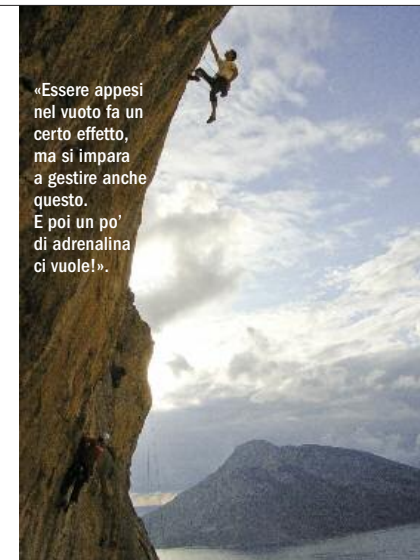 «Essere appesi
nel vuoto fa un
certo effetto,
ma si impara
a gestire anche
questo.
E poi un po’
di adrenalina
ci vuole!».